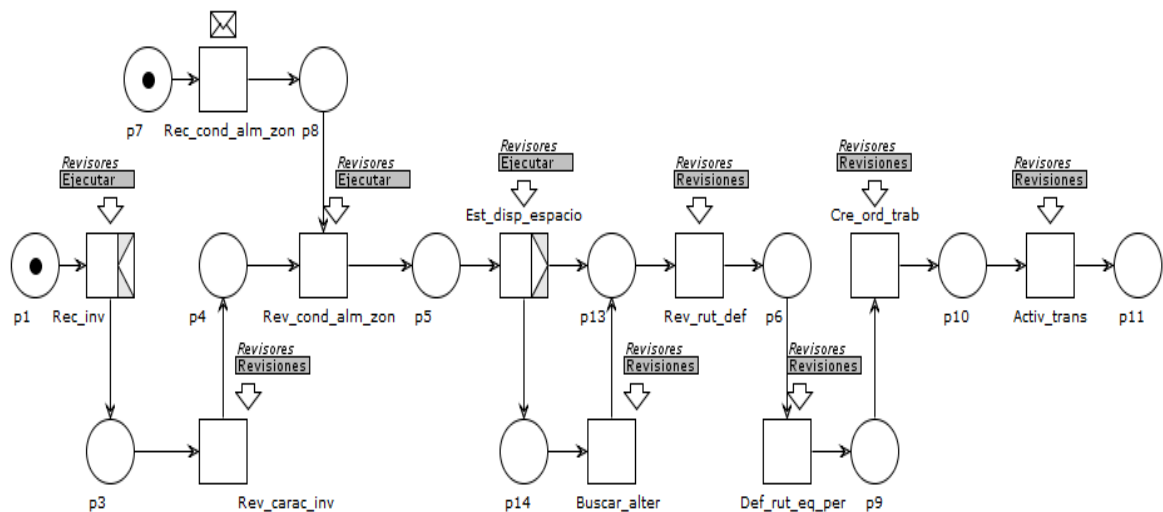 p7
Rec_cond_alm_zon
p8
Revisores
Ejecutar
Revisores
Ejecutar
Revisores
Ejecutar
Est_disp_espacio
Revisores
Revisiones
Revisores
Revisiones
Cre_ord_trab
Revisores
Revisiones
p1
Rec_inv
p4
Rev_cond_alm_zon
p5
p13
Rev_rut_def
p6
p10
Activ_trans
p11
Revisores
Revisiones
Revisores
Revisiones
Revisores
Revisiones
p3
Rev_carac_inv
p14
Buscar_alter
Def_rut_eq_per
p9